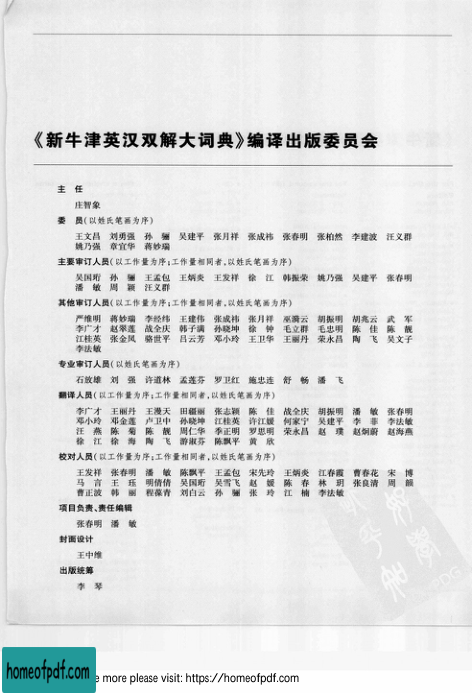 《新牛津英汉双解大词典》编译出版委员会
主 任
庄智象
委 员(以姓氏笔画为序)
王文昌 刘勇强 孙 骊 吴建平 张月祥 张成祎 张春明 张柏然 李建波 汪义群
姚乃强 章宜华 蒋妙瑞
主要审订人员(以工作量为序;工作量相同者,以姓氏笔画为序)
吴国珩 孙 骊 王孟包 王炳炎 王发祥 徐 江 韩振荣 姚乃强 吴建平 张春明
潘 敏 周 颖 汪义群
其他审订人员(以工作量为序;工作量相同者,以姓氏笔画为序)
严维明 蒋妙瑞 李经纬 王建伟 张成祎 张月祥 巫漪云 胡振明 胡兆云 武 军
李广才 赵翠莲 战全庆 韩子满 孙晓坤 徐 钟 毛立群 毛忠明 陈 佳 陈 靓
江桂英 张金凤 骆世平 吕云芳 邓小玲 王卫华 王丽丹 荣永昌 陶 飞 吴文子
李法敏
专业审订人员(以姓氏笔画为序)
石放雄 刘 强 许道林 孟莲芬 罗卫红 施忠连 舒 畅 潘 飞
翻译人员(以工作量为序;工作量相同者,以姓氏笔画为序)
李广才 王丽丹 王漫天 田疆丽 张志颖 陈 佳 战全庆 胡振明 潘 敏 张春明
邓小玲 邓金莲 卢卫中 孙晓坤 江桂英 许江媛 何家宁 吴建平 李 菲 李法敏
汪 燕 陈 菊 陈 靓 周仁华 季正明 罗思明 荣永昌 赵 璞 赵炯蔚 赵海燕
徐 江 徐 海 陶 飞 游淑芬 陈飘平 黄 欣
校对人员(以工作量为序;工作量相同者,以姓氏笔画为序)
王发祥 张春明 潘 敏 陈飘平 王孟包 宋先玲 王炳炎 江春霞 曹春花 宋 博
马 言 王 珏 明倩倩 吴国珩 吴雪飞 赵 媛 陈 春 林 玥 张良清 周 颐
曹正波 韩 丽 程葆青 刘白云 孙 骊 张 玲 江 楠 李法敏
项目负责、责任编辑
张春明 潘 敏
封面设计
王中维
出版统筹
李 琴
homeofpdf.com
e more please visit: https://homeofpdf.com